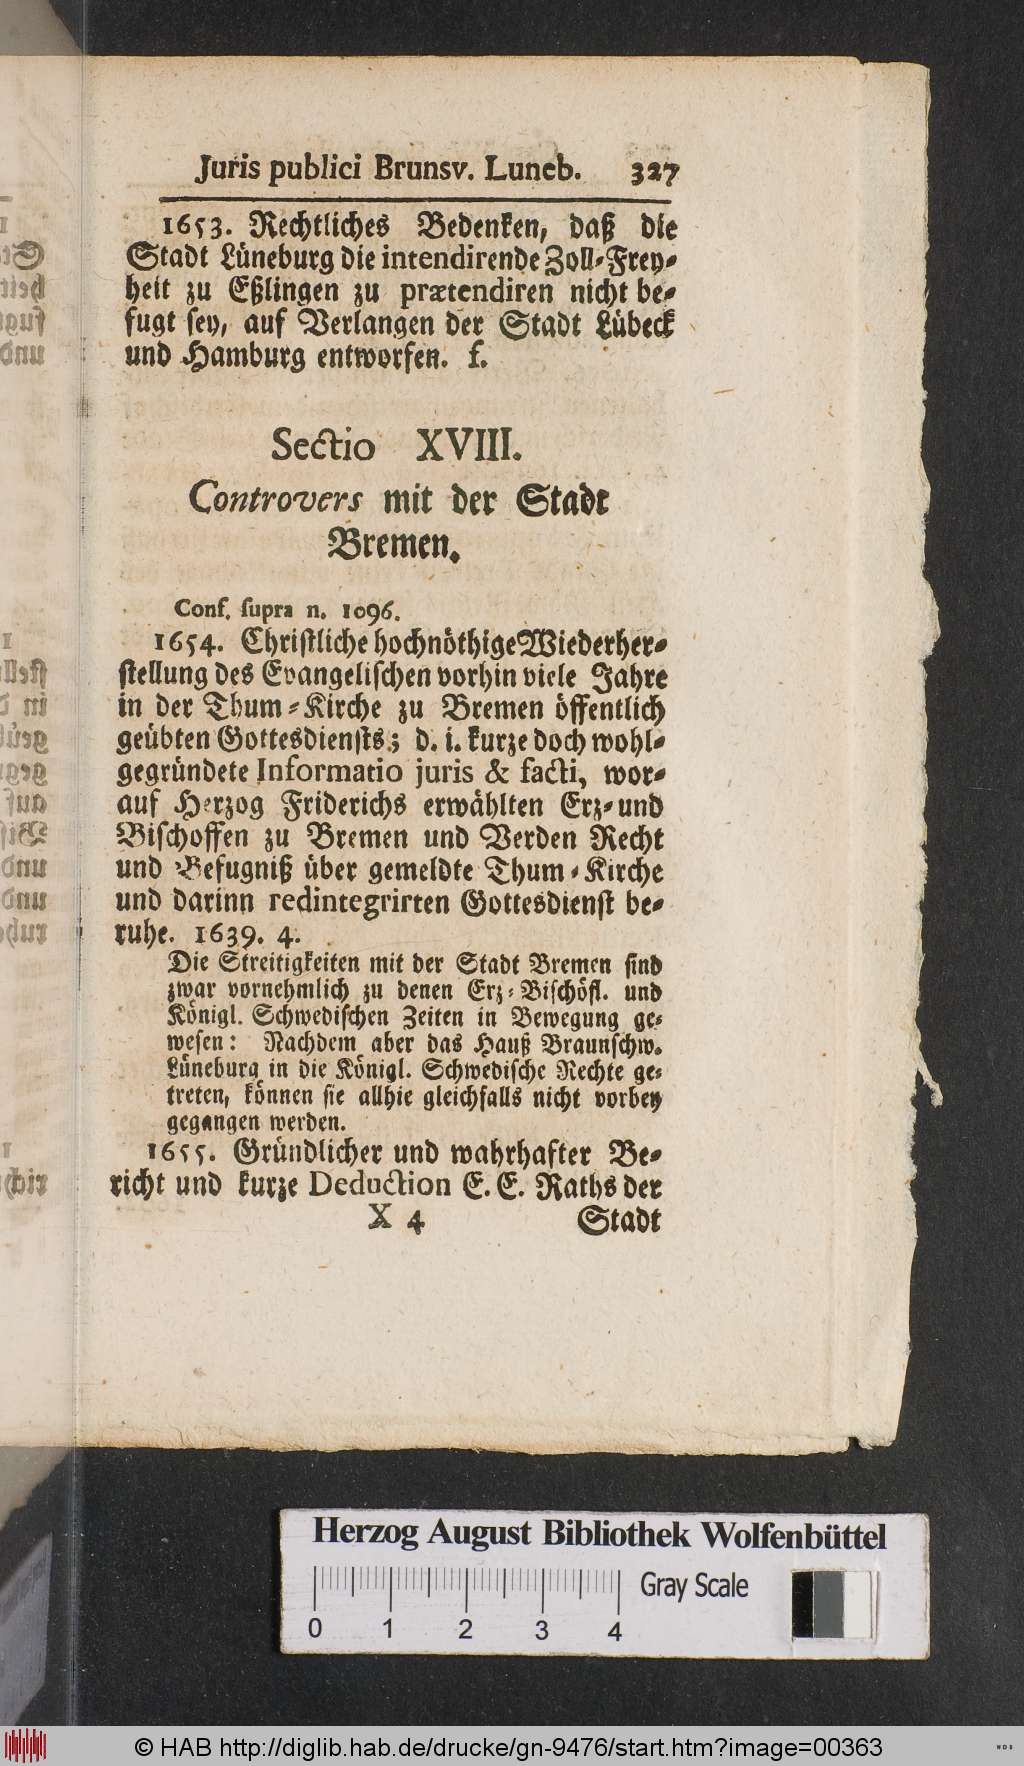 Juris publici Brunsv. Luneb. 327
1653. Rechtliches Bedenken, daß die
Stadt Lüneburg die intendirende Zoll-Frey-
heit zu Eßlingen zu prætendiren nicht be-
fugt sey, auf Verlangen der Stadt Lübeck
und Hamburg entworfen. f.
Sectio XVIII.
Controvers mit der Stadt
Bremen.
Conf. supra n. 1096.
1654. Christliche hochnöthige Wiederher-
stellung des Evangelischen vorhin viele Jahre
in der Thum-Kirche zu Bremen öffentlich
geübten Gottesdiensts; d. i. kurze doch wohl-
gegründete Informatio juris & facti, wor-
auf Herzog Friderichs erwählten Erz- und
Bischoffen zu Bremen und Verden Recht
und Befugniß über gemeldte Thum-Kirche
und darinn redintegrirten Gottesdienst be-
ruhe. 1639. 4.
Die Streitigkeiten mit der Stadt Bremen sind
zwar vornehmlich zu denen Erz-Bischöfl. und
Königl. Schwedischen Zeiten in Bewegung ge-
wesen: Nachdem aber das Hauß Braunschw.
Lüneburg in die Königl. Schwedische Rechte ge-
treten, können sie allhie gleichfalls nicht vorbey
gegangen werden.
1655. Gründlicher und wahrhafter Be-
richt und kurze Deduction E. E. Raths der
X 4 Stadt
Herzog August Bibliothek Wolfenbüttel
Gray Scale
0 1 2 3 4
© HAB http://diglib.hab.de/drucke/gn-9476/start.htm?image=00363